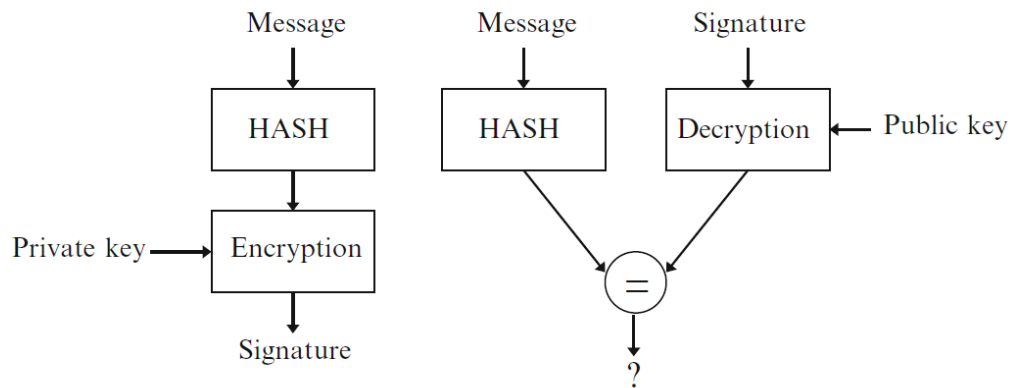 Message
HASH
Private key
Encryption
Signature
Message
HASH
Signature
Decryption
Public key
=
?